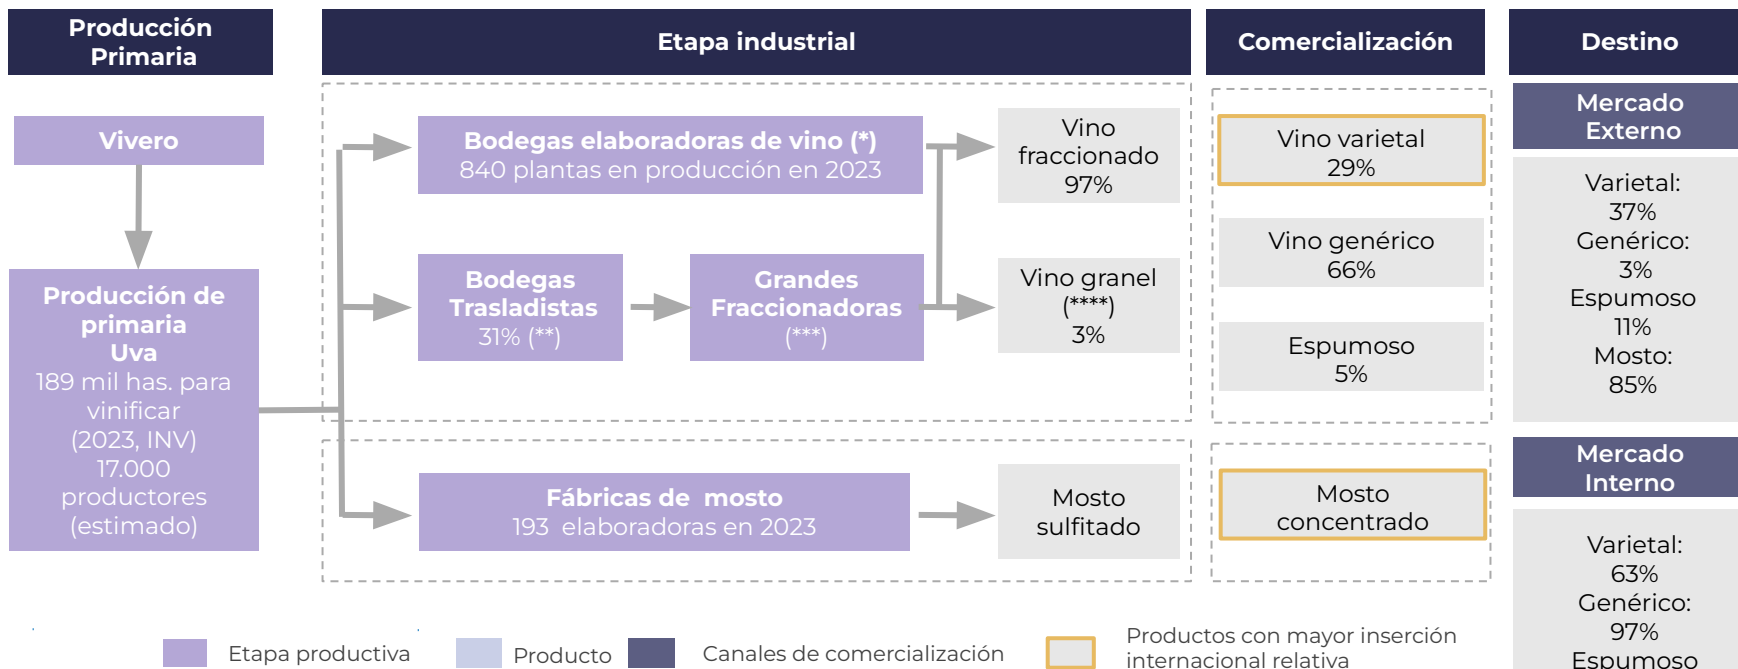 Producción
Primaria
Etapa industrial
Comercialización
Destino
Vivero
Producción de
primaria
Uva
189 mil has. para
vinificar
(2023, INV)
17.000
productores
(estimado)
Bodegas elaboradoras de vino (*)
840 plantas en producción en 2023
Bodegas
Trasladistas
31% (**)
Grandes
Fraccionadoras
(***)
Vino
fraccionado
97%
Vino granel
(****)
3%
Fábricas de mosto
193 elaboradoras en 2023
Mosto
sulfitado
Vino varietal
29%
Vino genérico
66%
Espumoso
5%
Mosto
concentrado
Mercado
Externo
Varietal:
37%
Genérico:
3%
Espumoso
11%
Mosto:
85%
Mercado
Interno
Varietal:
63%
Genérico:
97%
Espumoso
Etapa productiva
Producto
Canales de comercialización
Productos con mayor inserción
internacional relativa